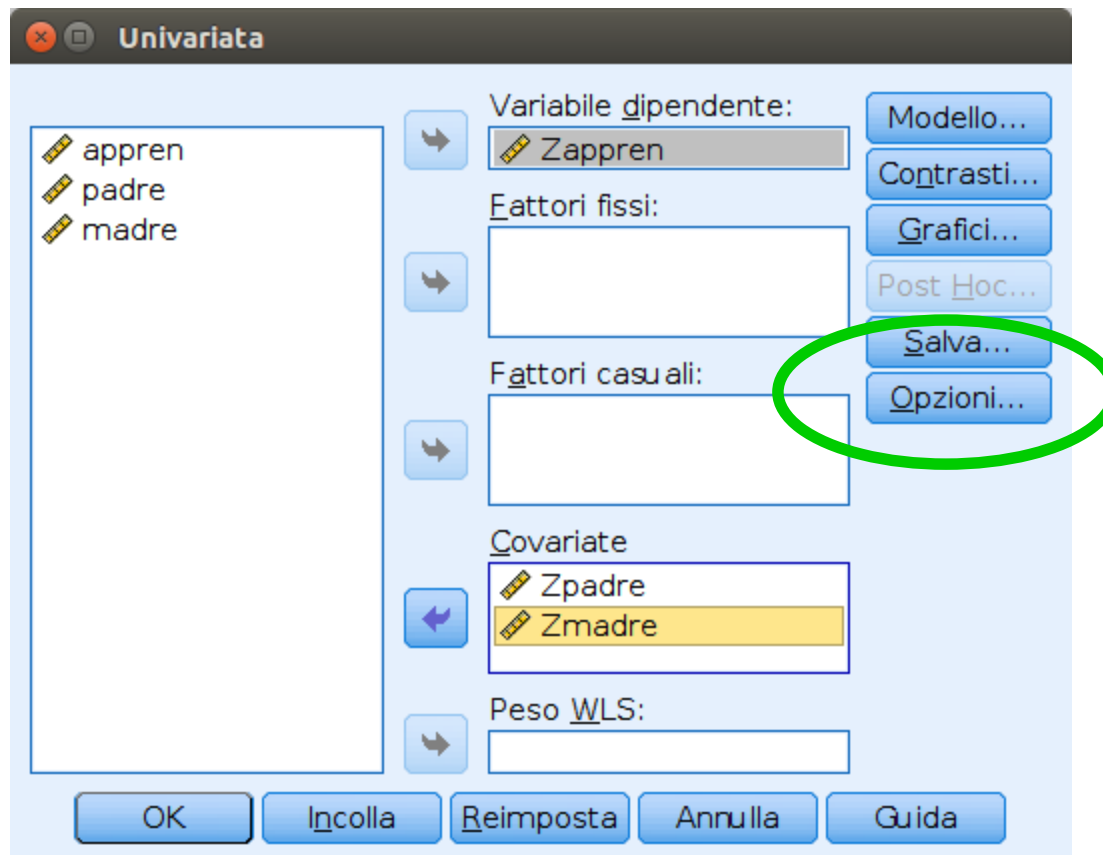 Univariata
appren
padre
madre
Variabile dipendente:
Zappren
Fattori fissi:
Fattori casuali:
Covariate
Zpadre
Zmadre
Peso WLS:
Modello...
Contrasti...
Grafici...
Post Hoc...
Salva...
Opzioni...
OK
Incolla
Reimposta
Annulla
Guida